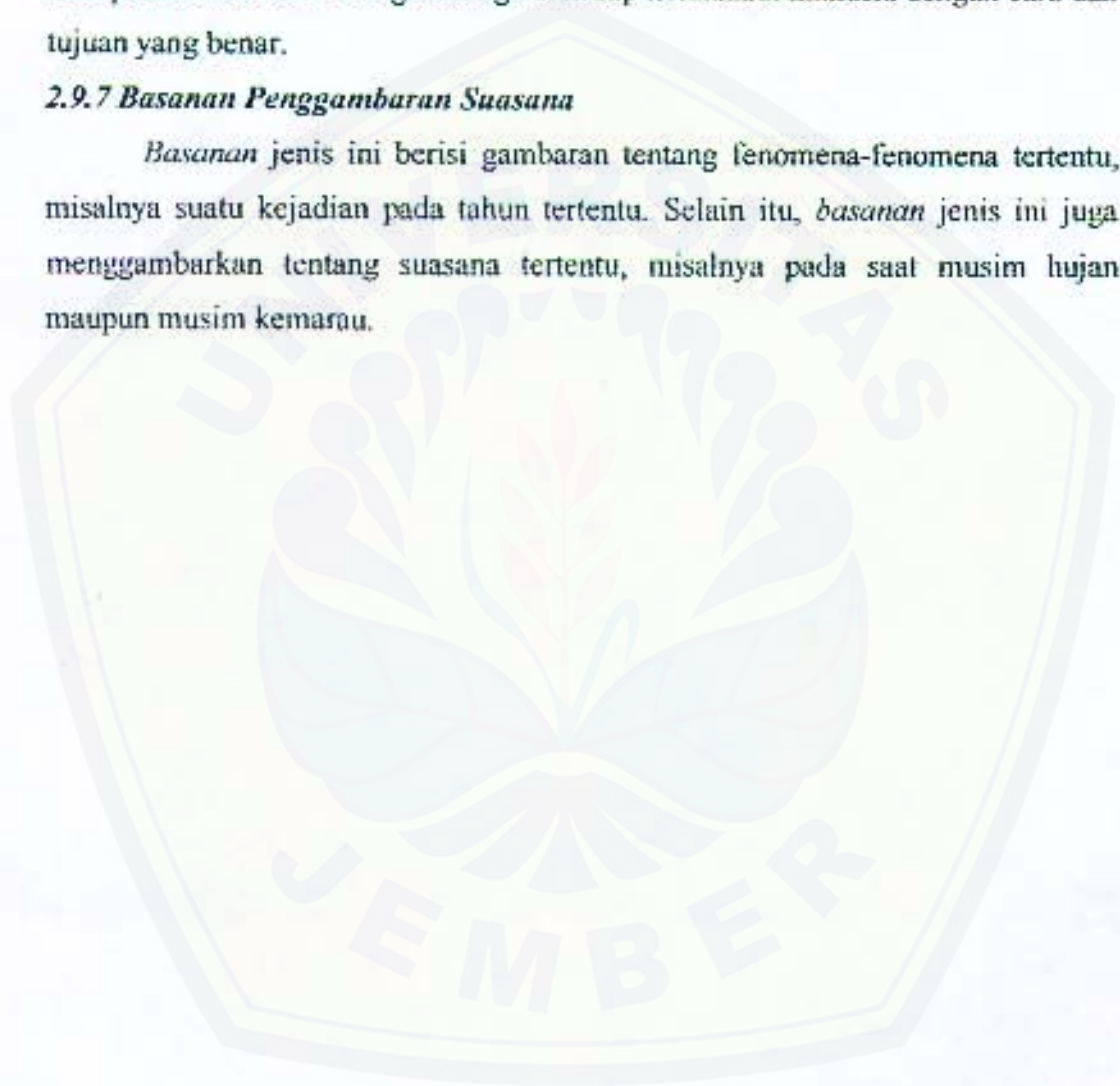 tujuan yang benar.
2.9.7 Basanan Penggambaran Suasana
Basanan jenis ini berisi gambaran tentang fenomena-fenomena tertentu,
misalnya suatu kejadian pada tahun tertentu. Selain itu, basanan jenis ini juga
menggambarkan tentang suasana tertentu, misalnya pada saat musim hujan
maupun musim kemarau.
UNIVERSITAS
JEMBER